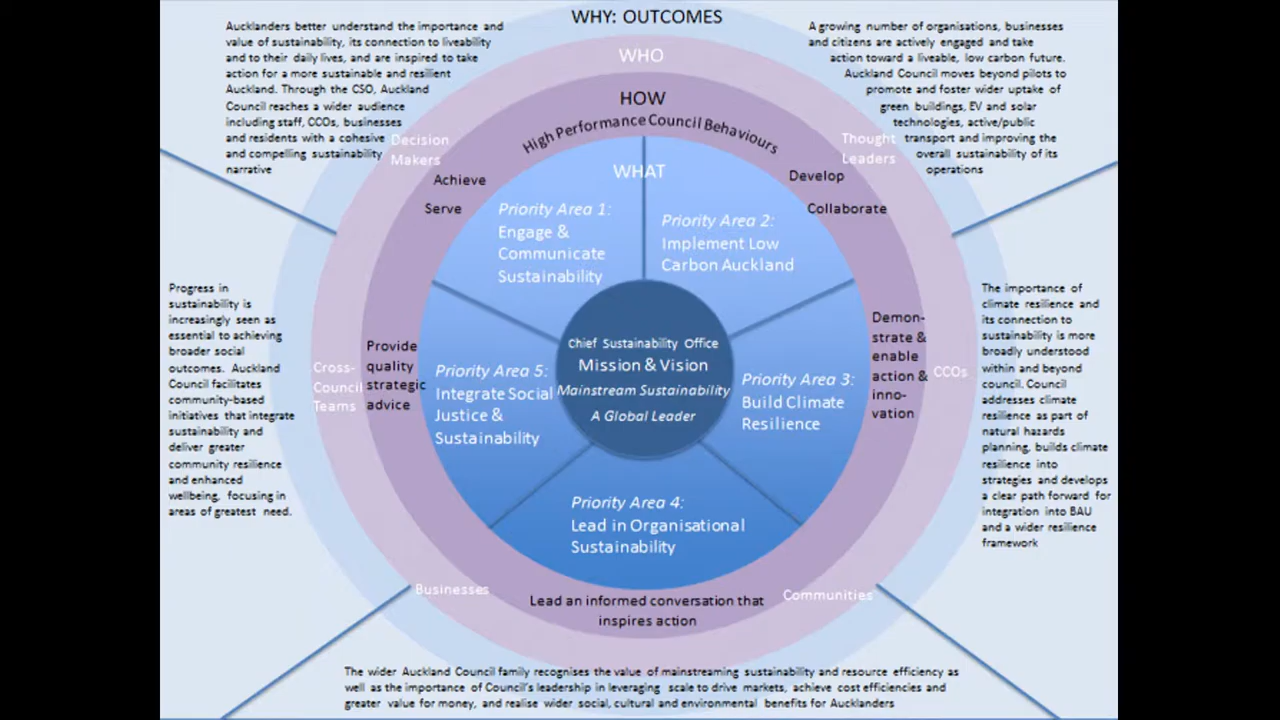 WHY: OUTCOMES
Aucklanders better understand the importance and
value of sustainability, its connection to liveability
and to their daily lives, and are inspired to take
action for a more sustainable and resilient
Auckland. Through the CSO, Auckland
Council reaches a wider audience
including staff, CCOs, businesses
and residents with a cohesive
and compelling sustainability
narrative
A growing number of organisations, businesses
and citizens are actively engaged and take
action toward a liveable, low carbon future.
Auckland Council moves beyond pilots to
promote and foster wider uptake of
green buildings, EV and solar
technologies, active/public
transport and improving the
overall sustainability of its
operations
WHO
Decision
Makers
Thought
Leaders
HOW
High Performance Council Behaviours
Achieve
Serve
Develop
Collaborate
WHAT
Priority Area 1:
Engage &
Communicate
Sustainability
Priority Area 2:
Implement Low
Carbon Auckland
Progress in
sustainability is
increasingly seen as
essential to achieving
broader social
outcomes. Auckland
Council facilitates
community-based
initiatives that integrate
sustainability and
deliver greater
community resilience
and enhanced
wellbeing, focusing in
areas of greatest need.
Cross-
Council
Teams
Provide
quality
strategic
advice
Priority Area 5:
Integrate Social
Justice &
Sustainability
Chief Sustainability Office
Mission & Vision
Mainstream Sustainability
A Global Leader
Priority Area 3:
Build Climate
Resilience
Demon-
strate &
enable
action &
inno-
vation
CCOs
The importance of
climate resilience and
its connection to
sustainability is more
broadly understood
within and beyond
council. Council
addresses climate
resilience as part of
natural hazards
planning, builds climate
resilience into
strategies and develops
a clear path forward for
integration into BAU
and a wider resilience
framework
Priority Area 4:
Lead in Organisational
Sustainability
Businesses
Lead an informed conversation that
inspires action
Communities
The wider Auckland Council family recognises the value of mainstreaming sustainability and resource efficiency as
well as the importance of Council's leadership in leveraging scale to drive markets, achieve cost efficiencies and
greater value for money, and realise wider social, cultural and environmental benefits for Aucklanders